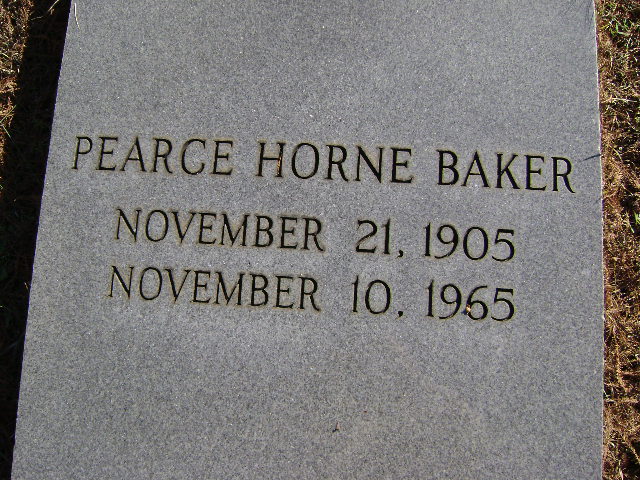 PEARCE HORNE BAKER
NOVEMBER 21, 1905
NOVEMBER 10, 1965